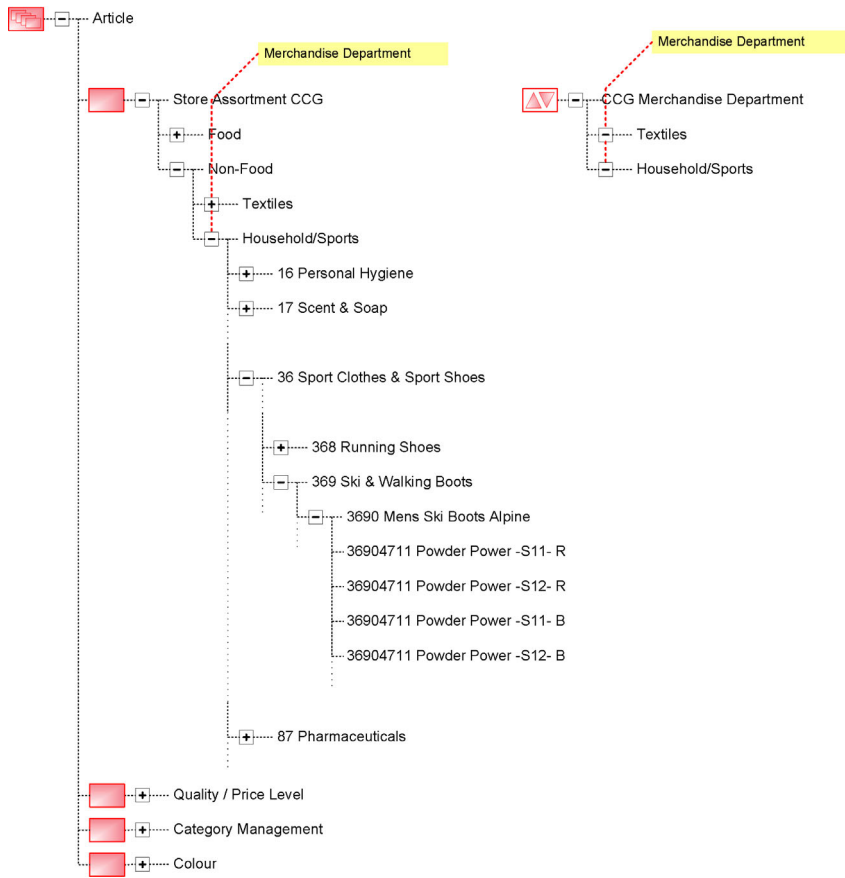 Article
Merchandise Department
Merchandise Department
Store Assortment CCG
CCG Merchandise Department
Food
Textiles
Non-Food
Household/Sports
Textiles
Household/Sports
16 Personal Hygiene
17 Scent & Soap
36 Sport Clothes & Sport Shoes
368 Running Shoes
369 Ski & Walking Boots
3690 Mens Ski Boots Alpine
36904711 Powder Power -S11- R
36904711 Powder Power -S12- R
36904711 Powder Power -S11- B
36904711 Powder Power -S12- B
87 Pharmaceuticals
Quality / Price Level
Category Management
Colour